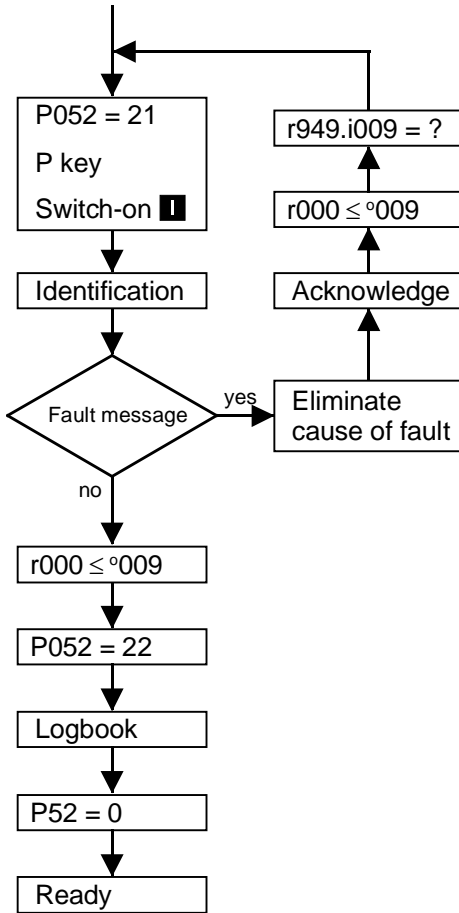 P052 = 21
P key
Switch-on I
Identification
Fault message
yes
Eliminate
cause of fault
Acknowledge
r000 ≤ °009
r949.i009 = ?
no
r000 ≤ °009
P052 = 22
Logbook
P52 = 0
Ready